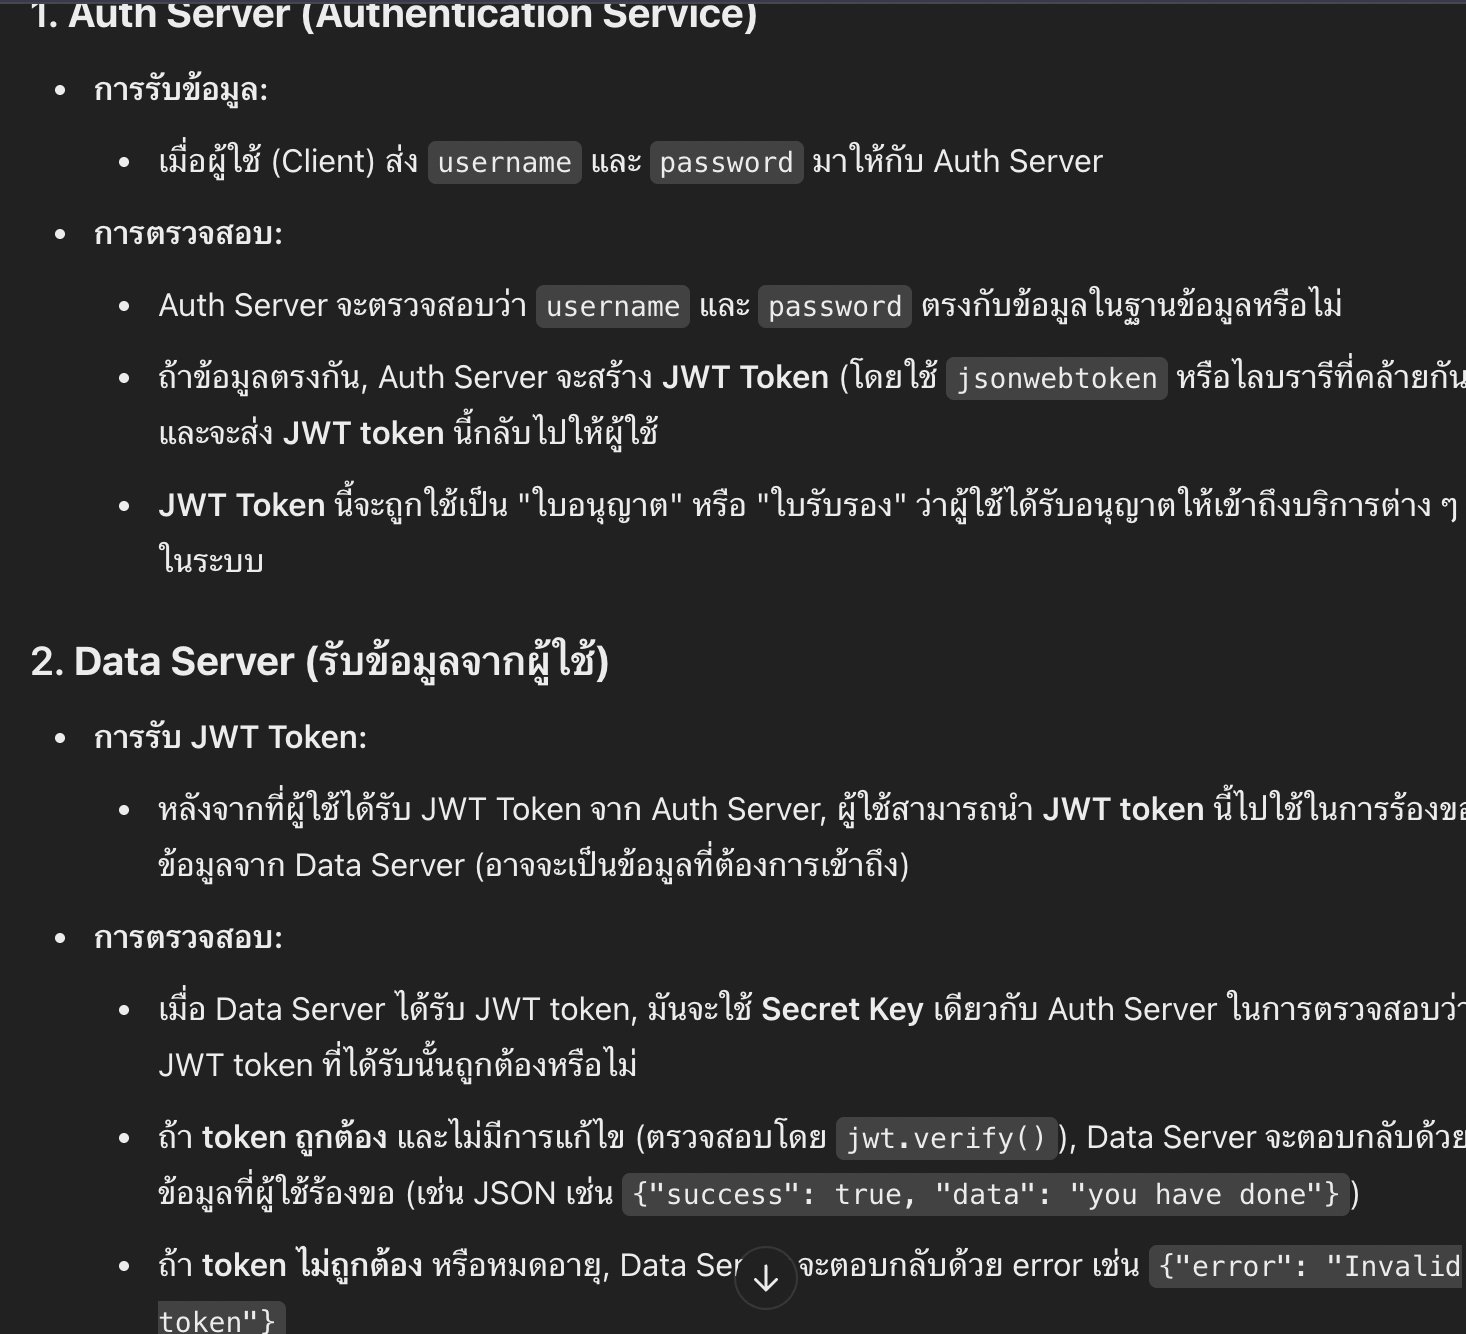 1. Auth Server (Authentication Service)
• การรับข้อมูล:
• เมื่อผู้ใช้ (Client) ส่ง username และ password มาให้กับ Auth Server
• การตรวจสอบ:
• Auth Server จะตรวจสอบว่า username และ password ตรงกับข้อมูลในฐานข้อมูลหรือไม่
• ถ้าข้อมูลตรงกัน, Auth Server จะสร้าง JWT Token (โดยใช้ jsonwebtoken หรือไลบรารีที่คล้ายกัน
และจะส่ง JWT token นี้กลับไปให้ผู้ใช้
• JWT Token นี้จะถูกใช้เป็น "ใบอนุญาต" หรือ "ใบรับรอง" ว่าผู้ใช้ได้รับอนุญาตให้เข้าถึงบริการต่าง ๆ
ในระบบ
2. Data Server (รับข้อมูลจากผู้ใช้)
• การรับ JWT Token:
• หลังจากที่ผู้ใช้ได้รับ JWT Token จาก Auth Server, ผู้ใช้สามารถนำ JWT token นี้ไปใช้ในการร้องขอ
ข้อมูลจาก Data Server (อาจจะเป็นข้อมูลที่ต้องการเข้าถึง)
• การตรวจสอบ:
• เมื่อ Data Server ได้รับ JWT token, มันจะใช้ Secret Key เดียวกับ Auth Server ในการตรวจสอบว่า
JWT token ที่ได้รับนั้นถูกต้องหรือไม่
• ถ้า token ถูกต้อง และไม่มีการแก้ไข (ตรวจสอบโดย jwt.verify()), Data Server จะตอบกลับด้วย
ข้อมูลที่ผู้ใช้ร้องขอ (เช่น JSON เช่น {"success": true, "data": "you have done"})
• ถ้า token ไม่ถูกต้อง หรือหมดอายุ, Data Ser จะตอบกลับด้วย error เช่น {"error": "Invalid
token"}